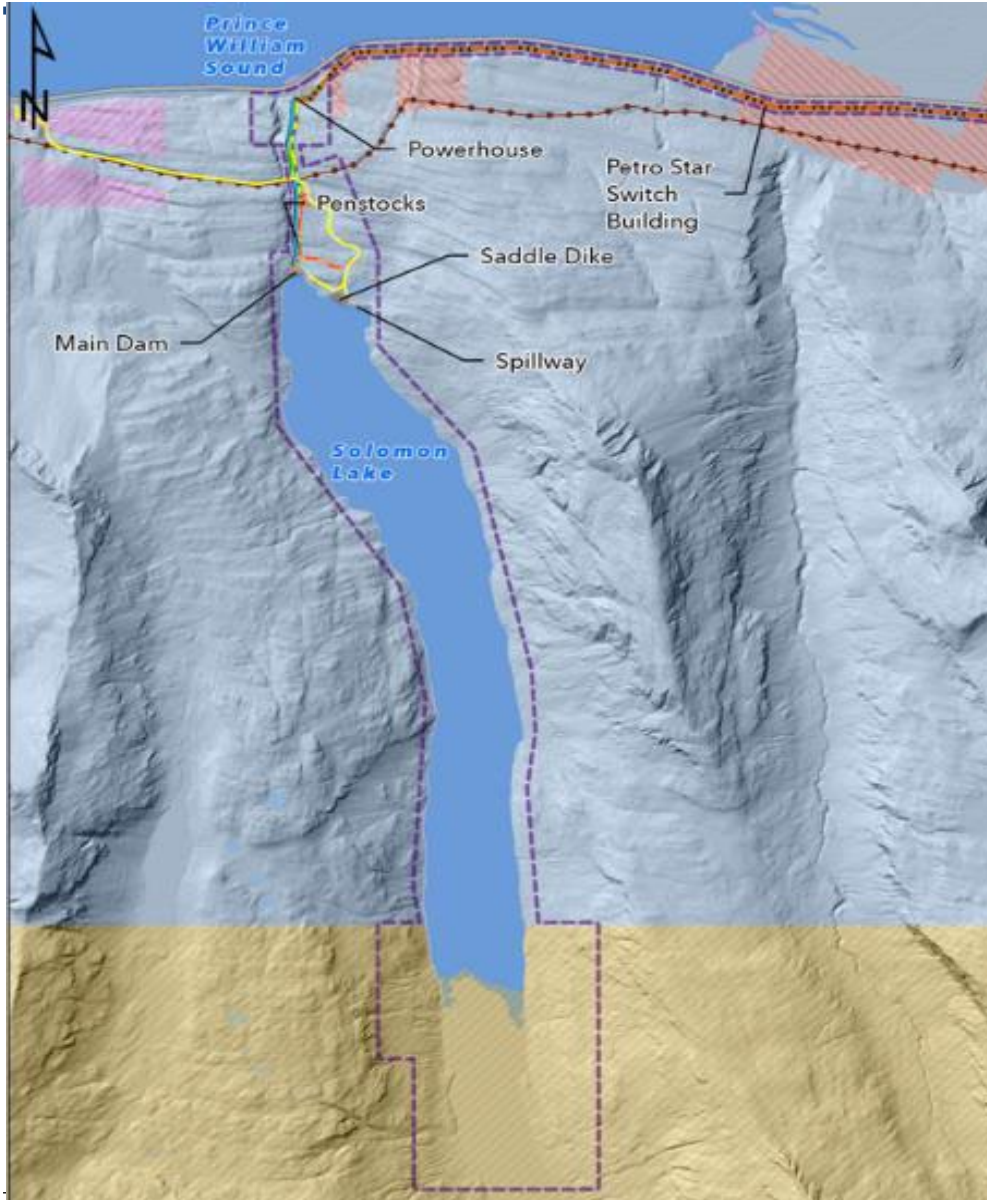 Prince
William
Sound
N
Powerhouse
Petro Star
Switch
Building
Penstocks
Saddle Dike
Main Dam
Spillway
Solomon
Lake